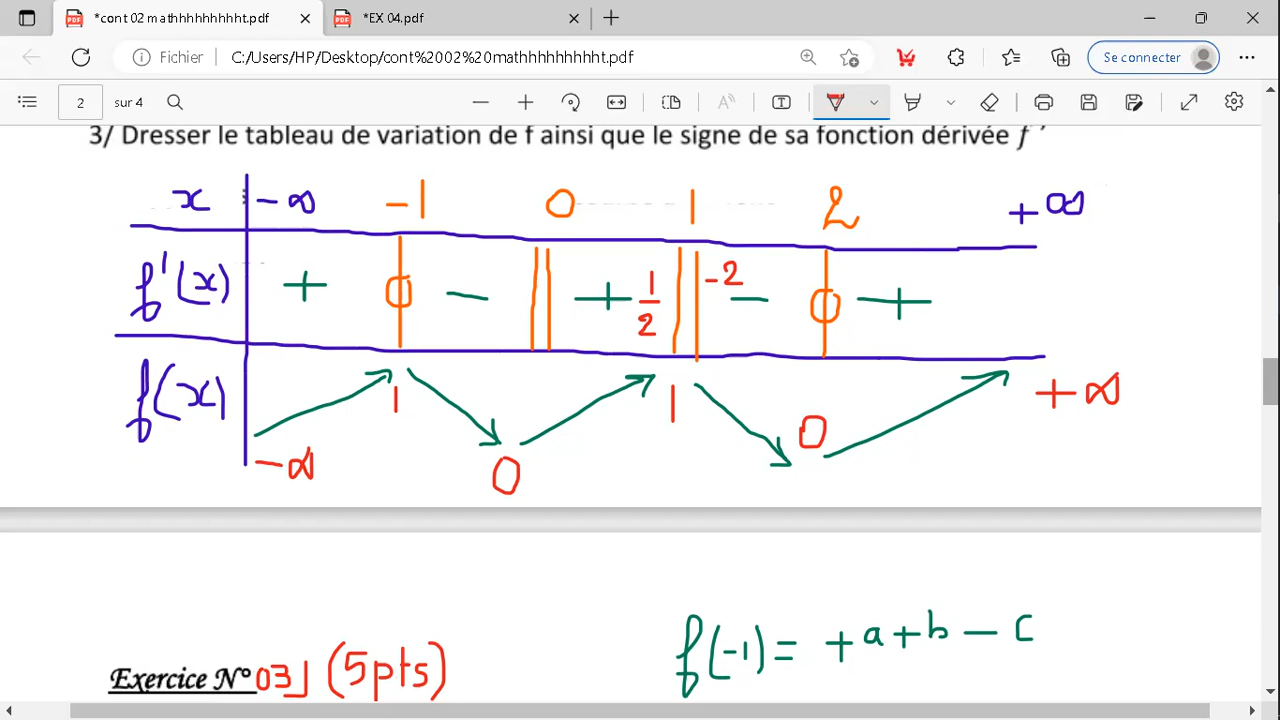 *cont 02 mathhhhhhhhht.pdf
*EX 04.pdf
Fichier C:/Users/HP/Desktop/cont%2002%20mathhhhhhhhht.pdf
Se connecter
2 sur 4
3/ Dresser le tableau de variation de f ainsi que le signe de sa fonction dérivée f '
x -∞ -1 0 1 2 +∞
f'(x) + 0 - || + 1/2 || -2 - 0 +
f(x) -∞ 1 0 1 0 +∞
f(-1) = +a+b-c
Exercice N° 03 (5pts)